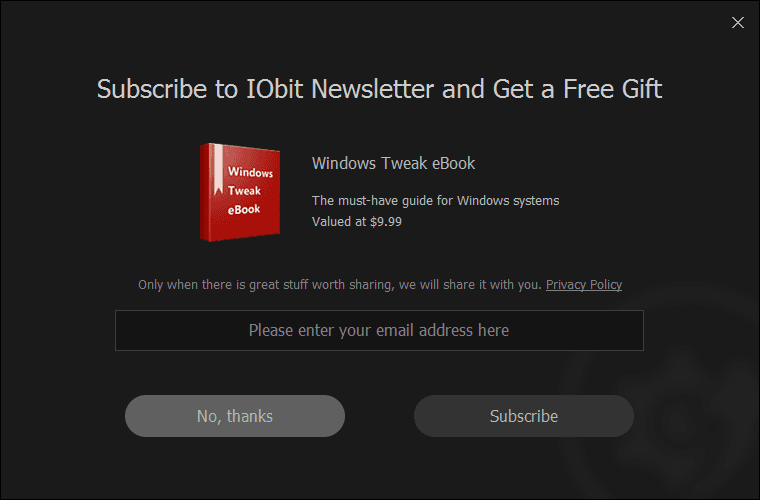 Subscribe to IObit Newsletter and Get a Free Gift
Windows
Tweak
eBook
Windows Tweak eBook
The must-have guide for Windows systems
Valued at $9.99
Only when there is great stuff worth sharing, we will share it with you. Privacy Policy
Please enter your email address here
No, thanks
Subscribe